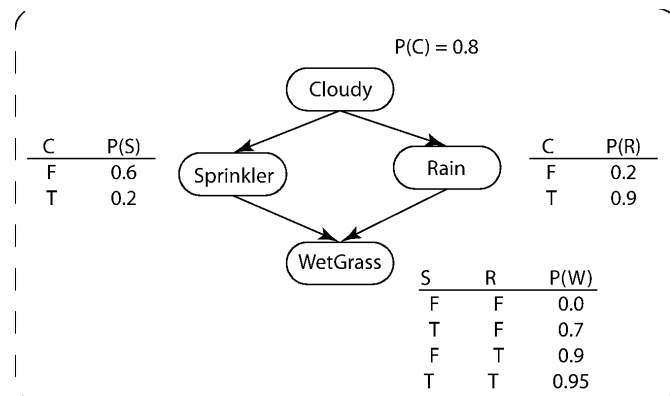 P(C) = 0.8
Cloudy
C P(S)
F 0.6
T 0.2
Sprinkler
Rain
C P(R)
F 0.2
T 0.9
WetGrass
S R P(W)
F F 0.0
T F 0.7
F T 0.9
T T 0.95